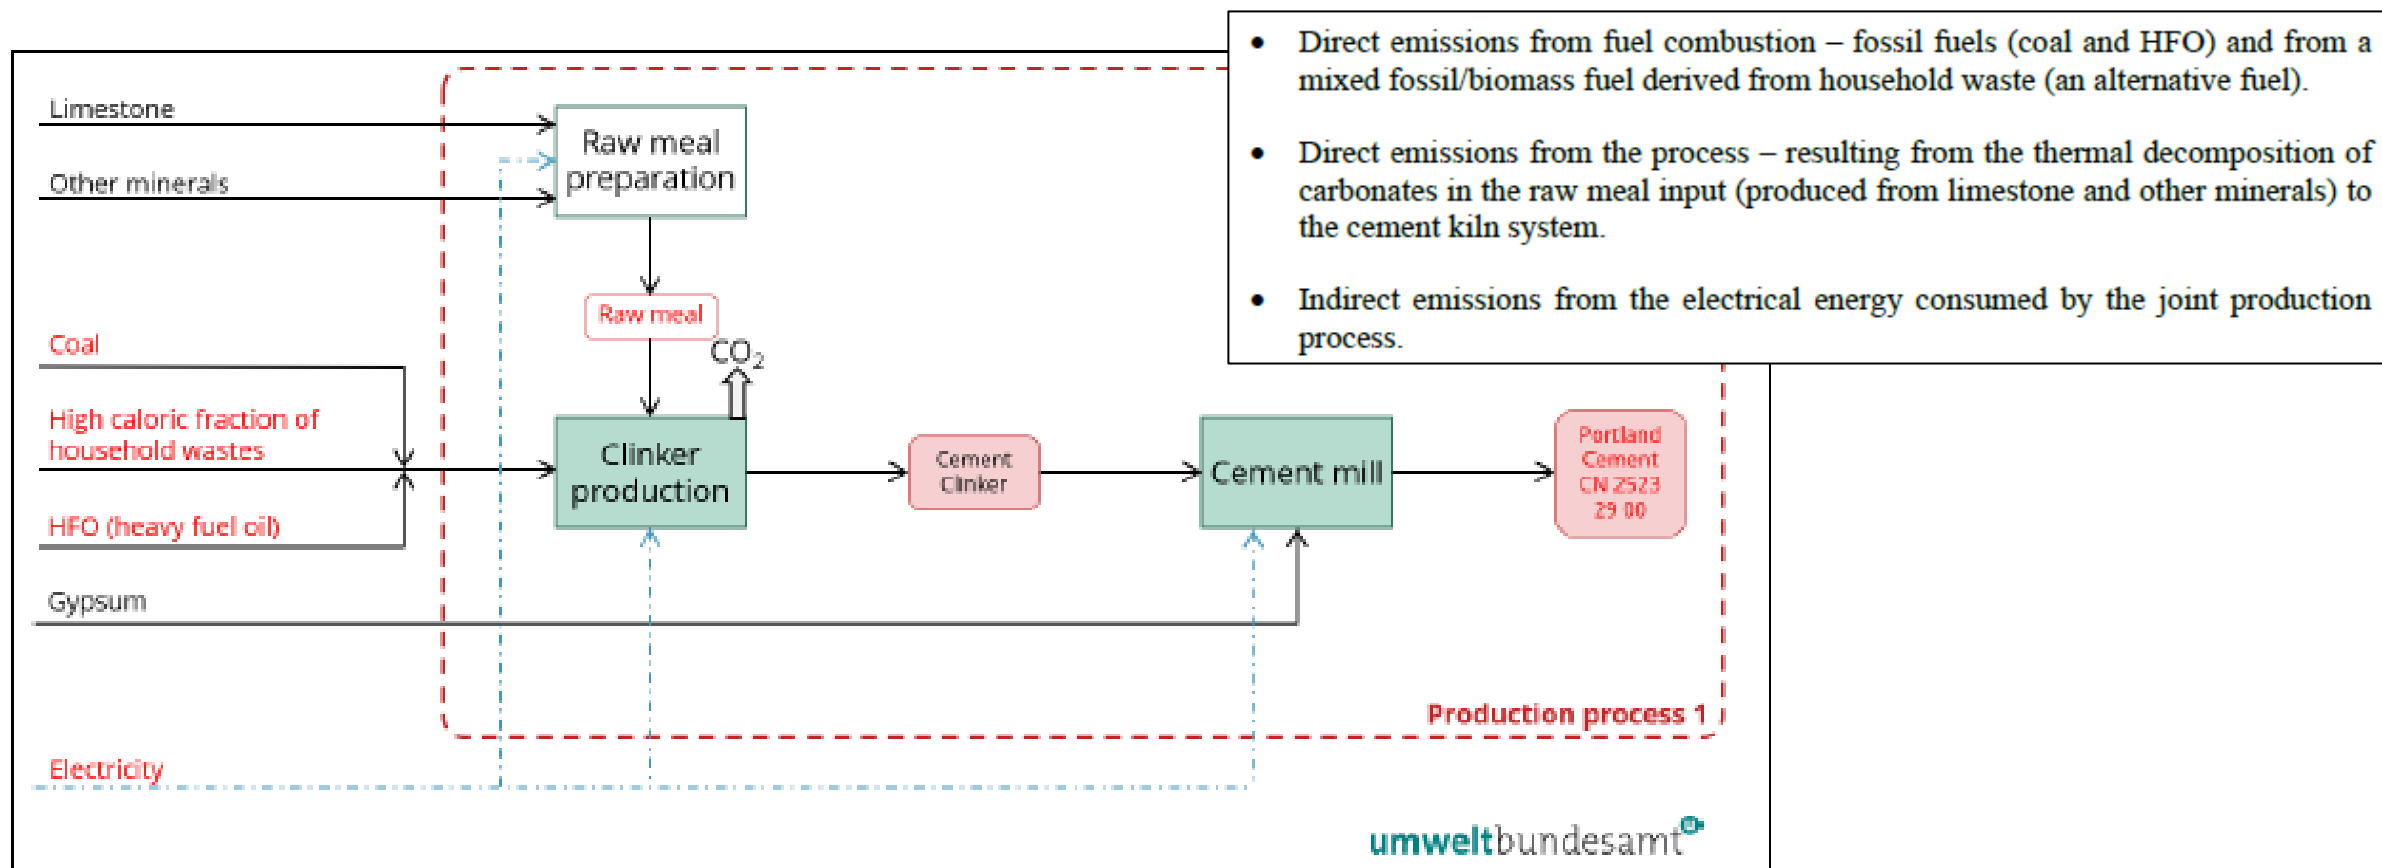 • Direct emissions from fuel combustion – fossil fuels (coal and HFO) and from a
mixed fossil/biomass fuel derived from household waste (an alternative fuel).
• Direct emissions from the process – resulting from the thermal decomposition of
carbonates in the raw meal input (produced from limestone and other minerals) to
the cement kiln system.
• Indirect emissions from the electrical energy consumed by the joint production
process.
Limestone
Other minerals
Raw meal
preparation
Raw meal
CO₂
Coal
High caloric fraction of
household wastes
HFO (heavy fuel oil)
Clinker
production
Cement
Clinker
Cement mill
Portland
Cement
CN 2523
29 00
Gypsum
Production process 1
Electricity
umweltbundesamt